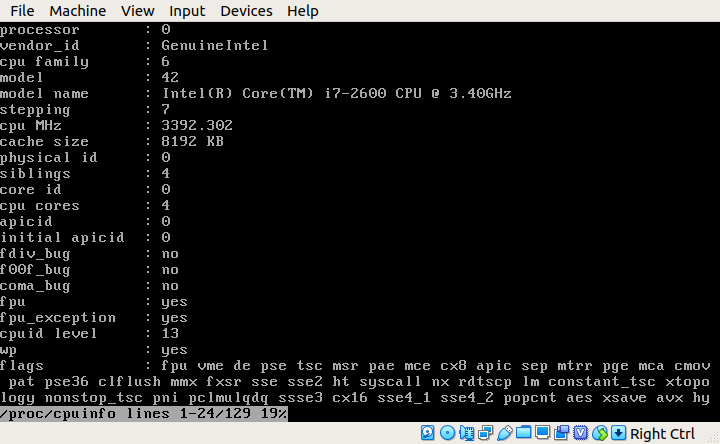 File Machine View Input Devices Help
processor : 0
vendor_id : GenuineIntel
cpu family : 6
model : 42
model name : Intel(R) Core(TM) i7-2600 CPU @ 3.40GHz
stepping : 7
cpu MHz : 3392.302
cache size : 8192 KB
physical id : 0
siblings : 4
core id : 0
cpu cores : 4
apicid : 0
initial apicid : 0
fdiv_bug : no
f00f_bug : no
coma_bug : no
fpu : yes
fpu_exception : yes
cpuid level : 13
wp : yes
flags : fpu vme de pse tsc msr pae mce cx8 apic sep mtrr pge mca cmov
pat pse36 clflush mmx fxsr sse sse2 ht syscall nx rdtscp lm constant_tsc xtopo
logy nonstop_tsc pni pclmulqdq ssse3 cx16 sse4_1 sse4_2 popcnt aes xsave avx hy
/proc/cpuinfo lines 1-24/129 19%
Right Ctrl